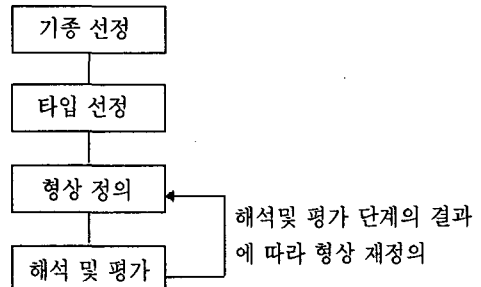 기종 선정
타입 선정
형상 정의
해석및 평가 단계의 결과
에 따라 형상 재정의
해석 및 평가